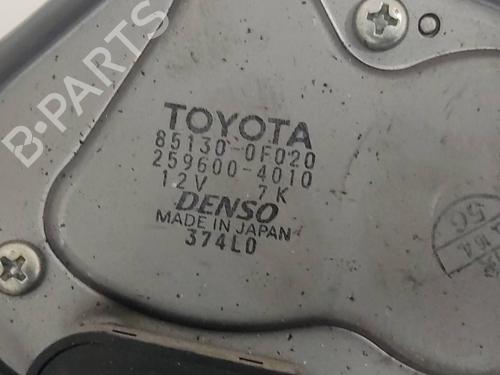 B-PARTS
TOYOTA
85130-0F020
259600-4010
12V 7K
DENSO
MADE IN JAPAN
374L0